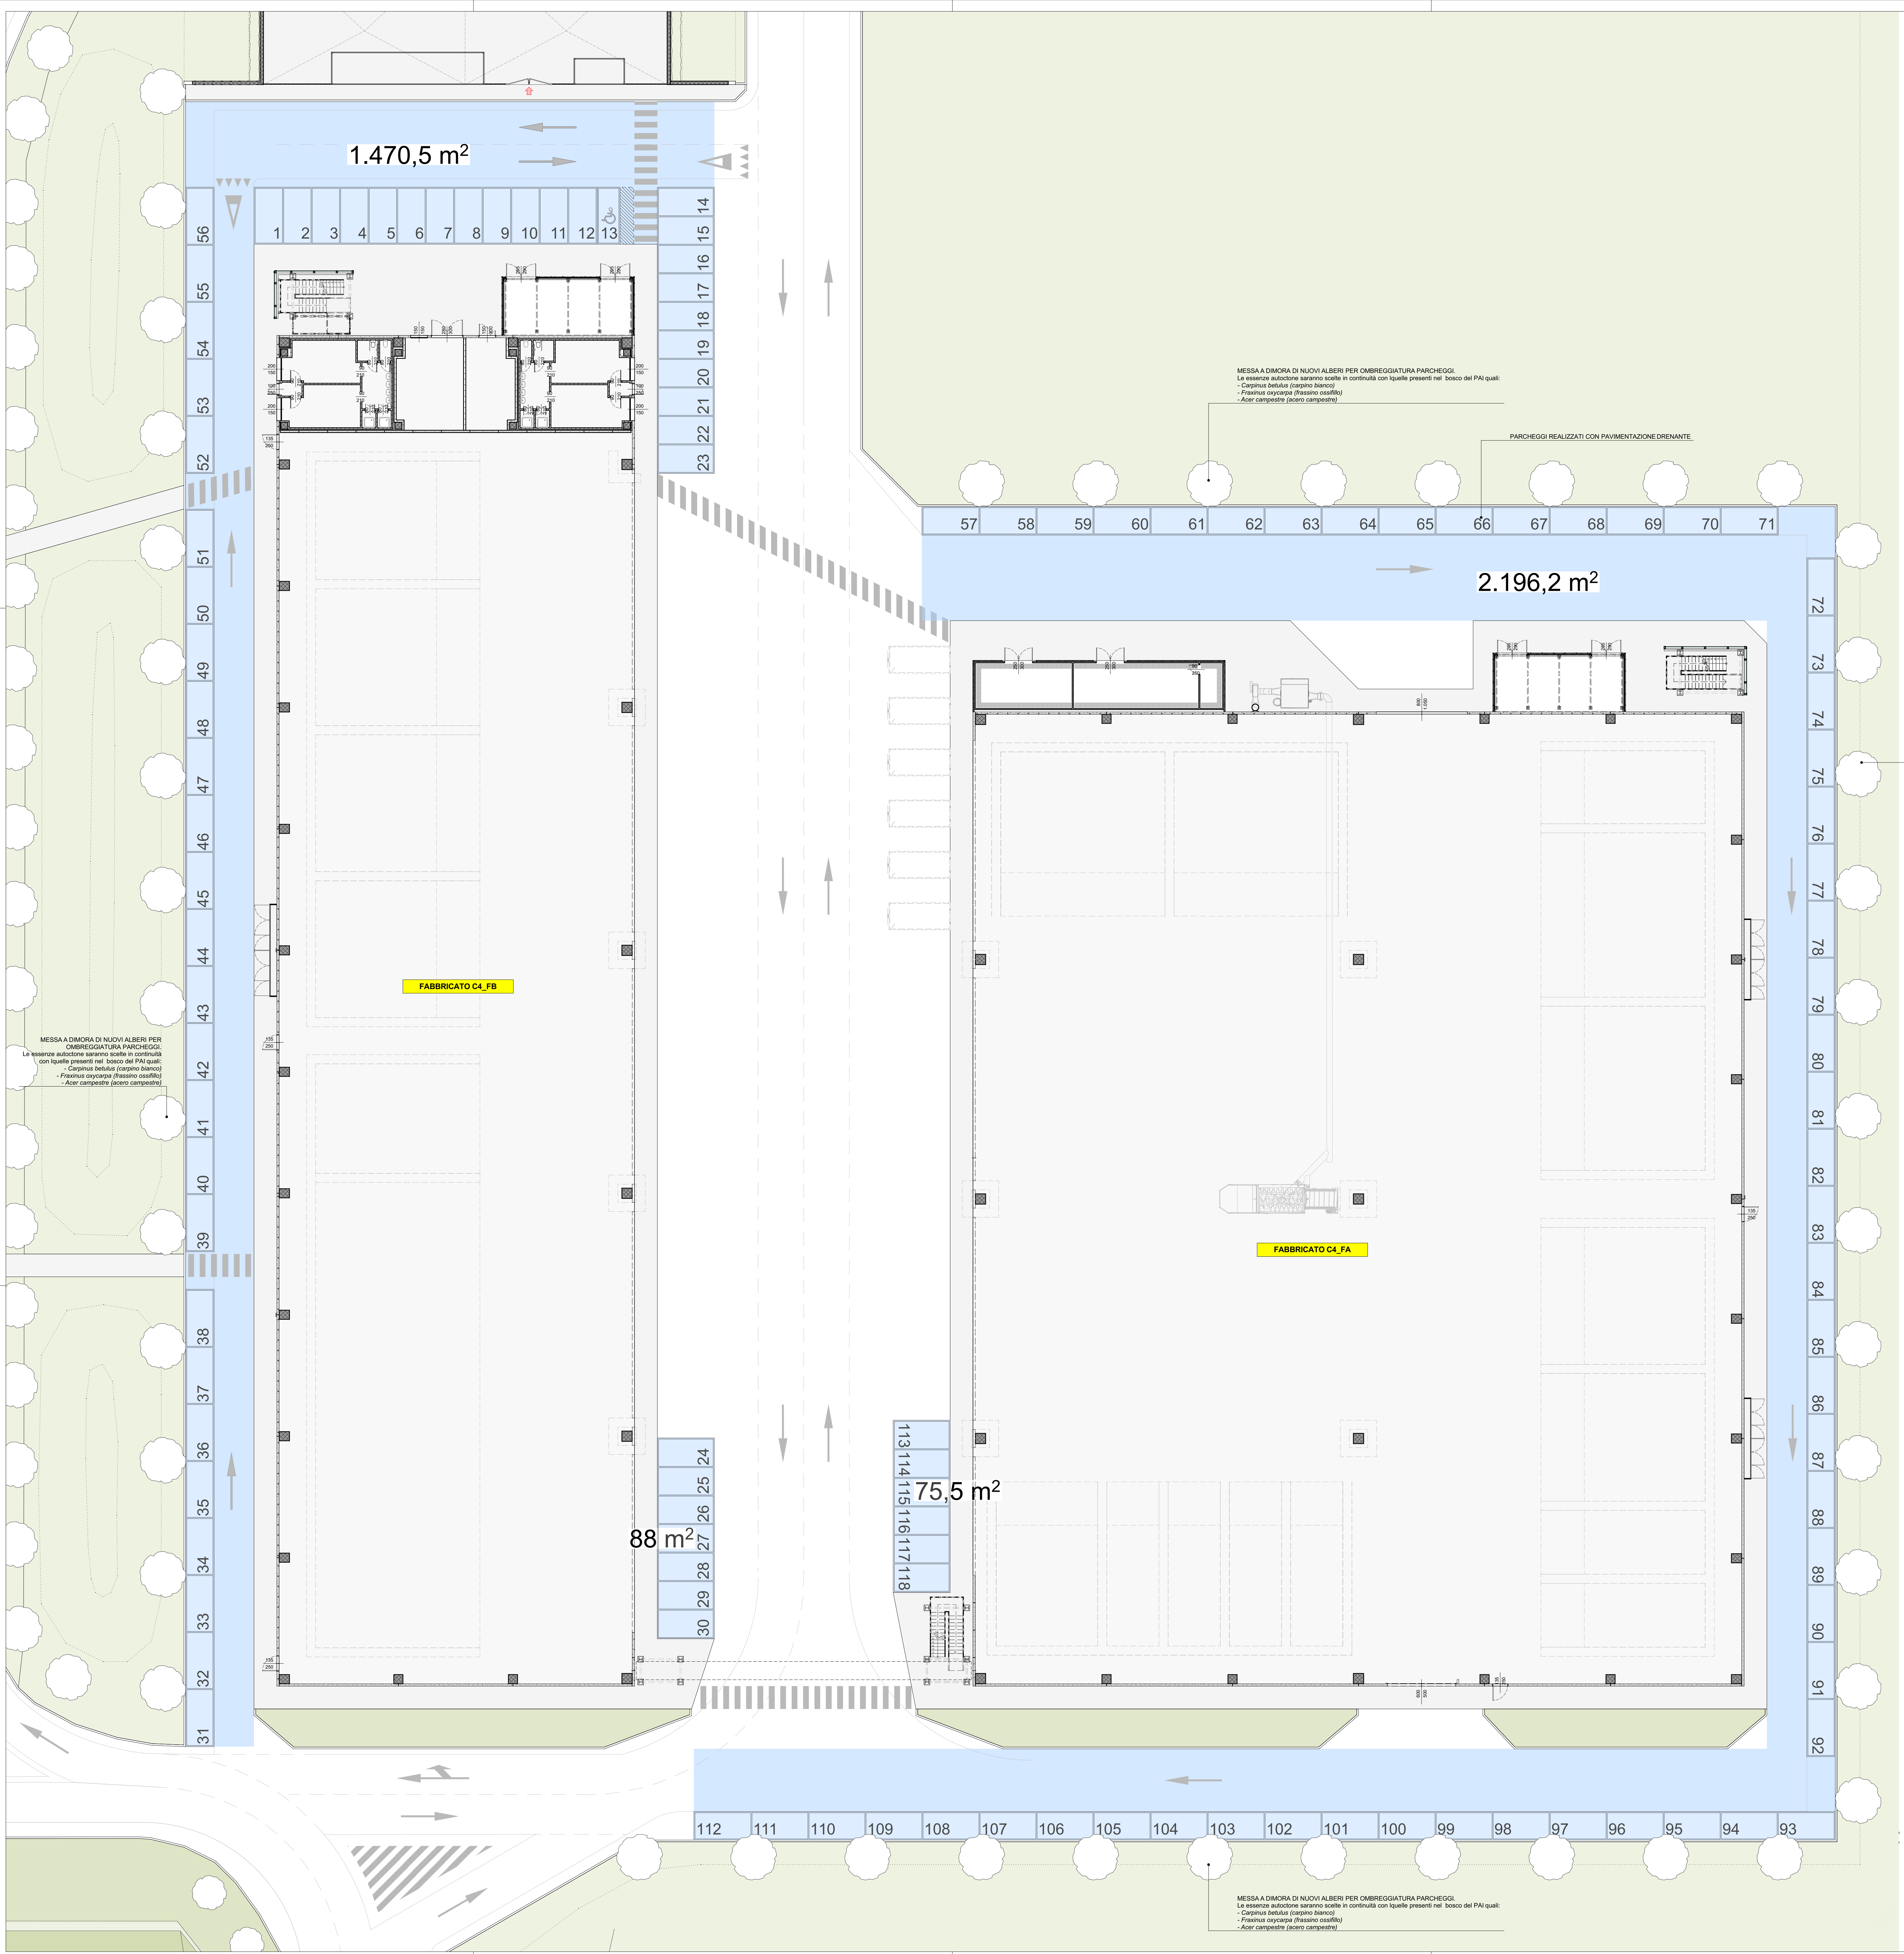 1.470,5 m²
1 2 3 4 5 6 7 8 9 10 11 12 13
14
15
16
17
18
19
20
21
22
23
56
55
54
53
52
51
50
49
48
47
46
45
44
43
42
41
40
39
38
37
36
35
34
33
32
31
MESSA A DIMORA DI NUOVI ALBERI PER OMBREGGIATURA PARCHEGGI.
Le essenze autoctone saranno scelte in continuità con lquelle presenti nel bosco del PAI quali:
- Carpinus betulus (carpino bianco)
- Fraxinus oxycarpa (frassino ossifillo)
- Acer campestre (acero campestre)
PARCHEGGI REALIZZATI CON PAVIMENTAZIONE DRENANTE
57 58 59 60 61 62 63 64 65 66 67 68 69 70 71
2.196,2 m²
72
73
74
75
76
77
78
79
80
81
82
83
84
85
86
87
88
89
90
91
92
FABBRICATO C4_FB
MESSA A DIMORA DI NUOVI ALBERI PER
OMBREGGIATURA PARCHEGGI.
Le essenze autoctone saranno scelte in continuità
con lquelle presenti nel bosco del PAI quali:
- Carpinus betulus (carpino bianco)
- Fraxinus oxycarpa (frassino ossifillo)
- Acer campestre (acero campestre)
FABBRICATO C4_FA
24
25
26
27
28
29
30
88 m²
113
114
115
116
117
118
75,5 m²
112 111 110 109 108 107 106 105 104 103 102 101 100 99 98 97 96 95 94 93
MESSA A DIMORA DI NUOVI ALBERI PER OMBREGGIATURA PARCHEGGI.
Le essenze autoctone saranno scelte in continuità con lquelle presenti nel bosco del PAI quali:
- Carpinus betulus (carpino bianco)
- Fraxinus oxycarpa (frassino ossifillo)
- Acer campestre (acero campestre)